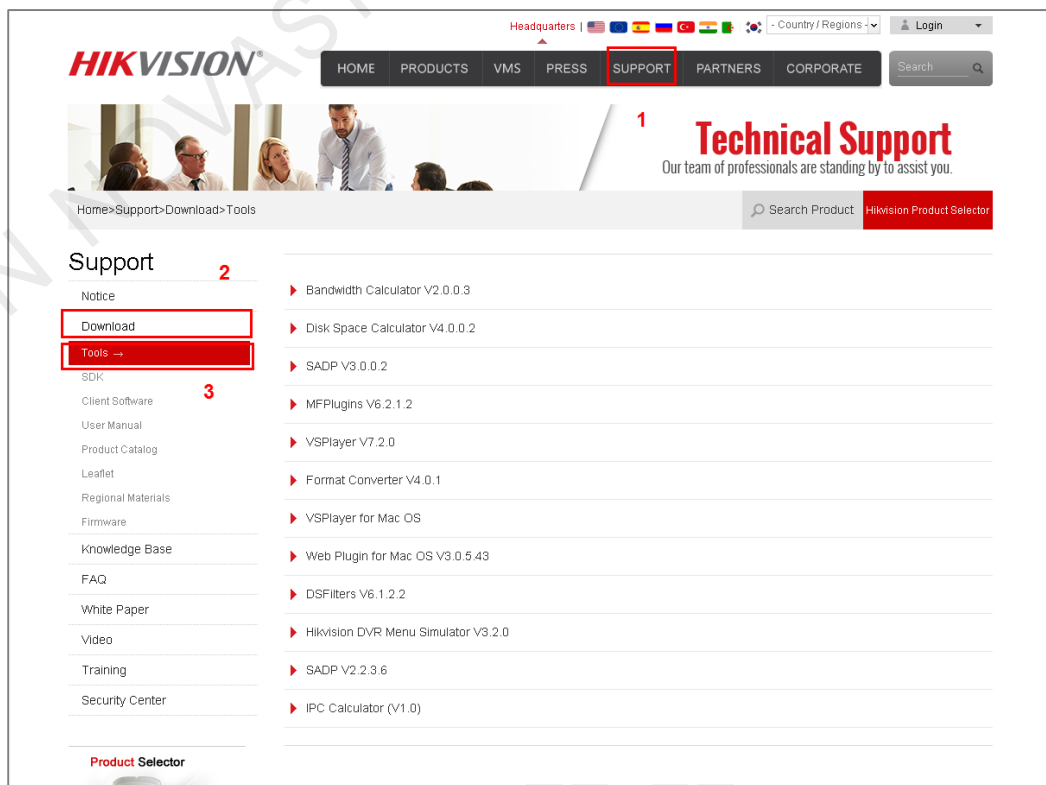 Headquarters |
- Country / Regions -
Login
HIKVISION®
HOME PRODUCTS VMS PRESS SUPPORT PARTNERS CORPORATE
Search
1
Technical Support
Our team of professionals are standing by to assist you.
Home>Support>Download>Tools
Search Product
Hikvision Product Selector
Support
2
Notice
Download
Tools →
3
SDK
Client Software
User Manual
Product Catalog
Leaflet
Regional Materials
Firmware
Knowledge Base
FAQ
White Paper
Video
Training
Security Center
Bandwidth Calculator V2.0.0.3
Disk Space Calculator V4.0.0.2
SADP V3.0.0.2
MFPlugins V6.2.1.2
VSPlayer V7.2.0
Format Converter V4.0.1
VSPlayer for Mac OS
Web Plugin for Mac OS V3.0.5.43
DSFilters V6.1.2.2
Hikvision DVR Menu Simulator V3.2.0
SADP V2.2.3.6
IPC Calculator (V1.0)
Product Selector